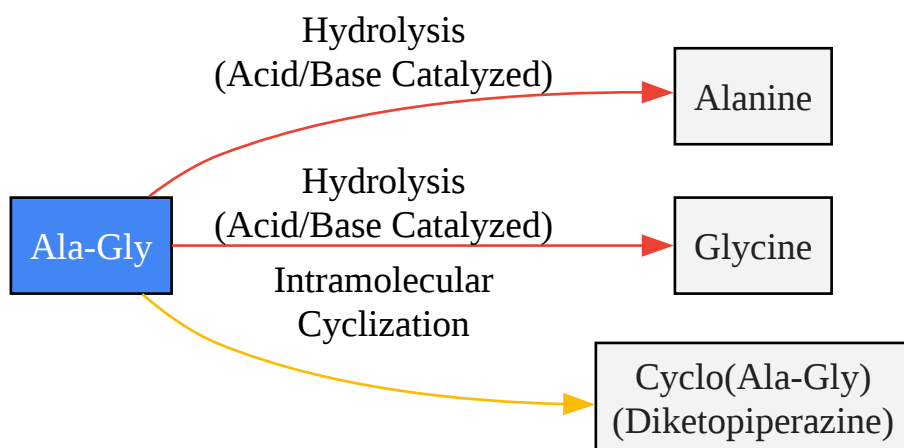 Hydrolysis
(Acid/Base Catalyzed)
Alanine
Hydrolysis
(Acid/Base Catalyzed)
Ala-Gly
Glycine
Intramolecular
Cyclization
Cyclo(Ala-Gly)
(Diketopiperazine)